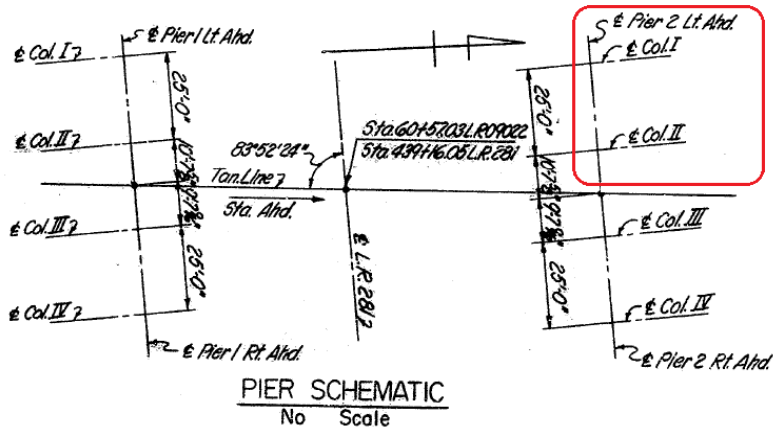 ℄ Pier 1 Lt. Ahd.
℄ Pier 2 Lt. Ahd.
℄ Col. I
℄ Col. I
25'-0"
25'-0"
℄ Col. II
℄ Col. II
Sta. 60+57.03 L.R. 09022
Sta. 439+16.05 L.R. 281
83°52'24"
Tan. Line
Sta. Ahd.
℄ Col. III
℄ Col. III
25'-0"
25'-0"
℄ L.R. 281
℄ Col. IV
℄ Col. IV
℄ Pier 1 Rt. Ahd.
℄ Pier 2 Rt. Ahd.
PIER SCHEMATIC
No Scale